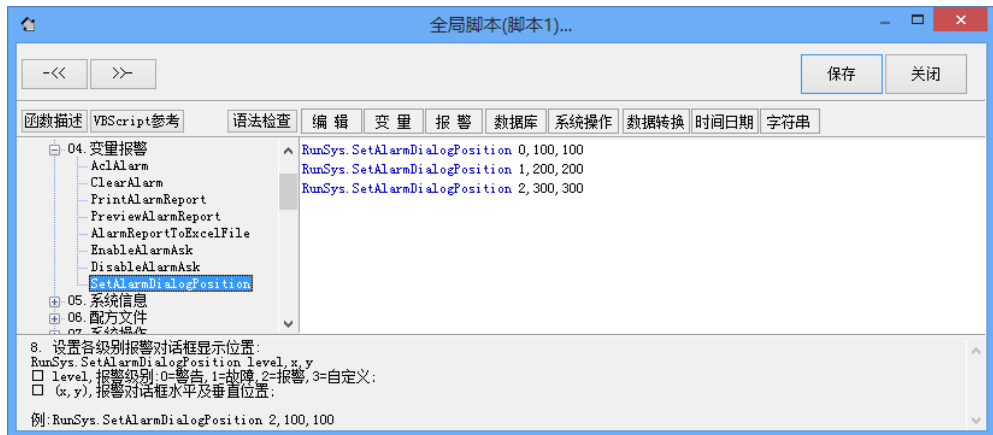 全局脚本(脚本1)...
-<<
>>-
保存
关闭
函数描述
VBScript参考
语法检查
编 辑
变 量
报 警
数据库
系统操作
数据转换
时间日期
字符串
04. 变量报警
AclAlarm
ClearAlarm
PrintAlarmReport
PreviewAlarmReport
AlarmReportToExcelFile
EnableAlarmAsk
DisableAlarmAsk
SetAlarmDialogPosition
05. 系统信息
06. 配方文件
07. 系统操作
RunSys.SetAlarmDialogPosition 0,100,100
RunSys.SetAlarmDialogPosition 1,200,200
RunSys.SetAlarmDialogPosition 2,300,300
8. 设置各级别报警对话框显示位置:
RunSys.SetAlarmDialogPosition level,x,y
□ level,报警级别:0=警告,1=故障,2=报警,3=自定义;
□ (x,y),报警对话框水平及垂直位置;
例:RunSys.SetAlarmDialogPosition 2,100,100